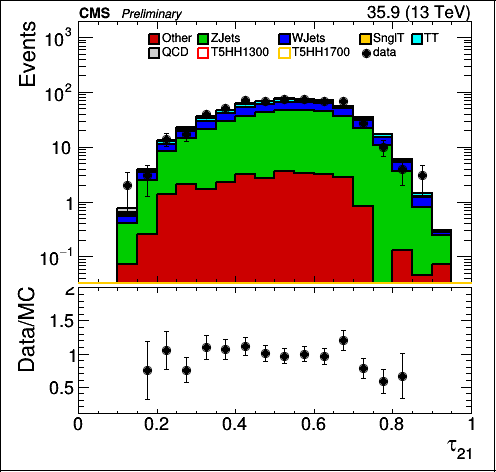 CMS Preliminary 35.9 (13 TeV)
Events
Other ZJets WJets SnglT TT
QCD T5HH1300 T5HH1700 data
10³
10²
10
1
10⁻¹
Data/MC
2
1.5
1
0.5
0 0.2 0.4 0.6 0.8 1
τ₂₁